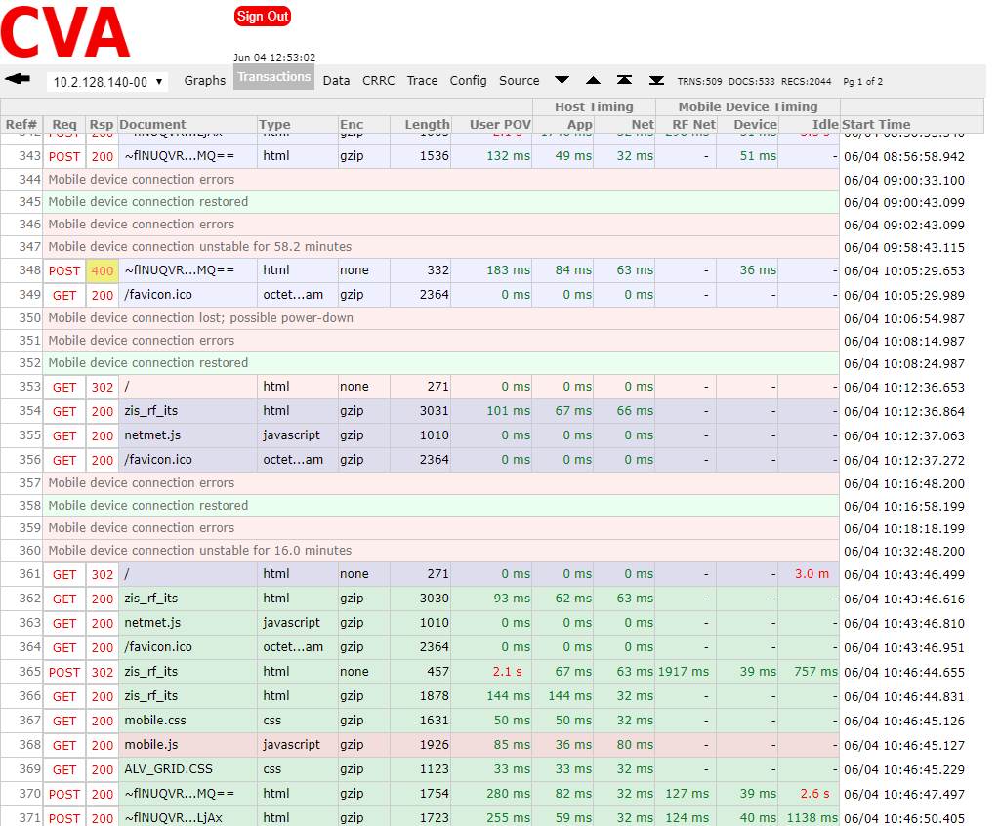 CVA
Sign Out
Jun 04 12:53:02
10.2.128.140-00 Graphs Transactions Data CRRC Trace Config Source TRNS:509 DOCS:533 RECS:2044 Pg 1 of 2
Host Timing Mobile Device Timing
Ref# Req Rsp Document Type Enc Length User POV App Net RF Net Device Idle Start Time
343 POST 200 ~flNUQVR...MQ== html gzip 1536 132 ms 49 ms 32 ms - 51 ms - 06/04 08:56:58.942
344 Mobile device connection errors 06/04 09:00:33.100
345 Mobile device connection restored 06/04 09:00:43.099
346 Mobile device connection errors 06/04 09:02:43.099
347 Mobile device connection unstable for 58.2 minutes 06/04 09:58:43.115
348 POST 400 ~flNUQVR...MQ== html none 332 183 ms 84 ms 63 ms - 36 ms - 06/04 10:05:29.653
349 GET 200 /favicon.ico octet...am gzip 2364 0 ms 0 ms 0 ms - - - 06/04 10:05:29.989
350 Mobile device connection lost; possible power-down 06/04 10:06:54.987
351 Mobile device connection errors 06/04 10:08:14.987
352 Mobile device connection restored 06/04 10:08:24.987
353 GET 302 / html none 271 0 ms 0 ms 0 ms - - - 06/04 10:12:36.653
354 GET 200 zis_rf_its html gzip 3031 101 ms 67 ms 66 ms - - - 06/04 10:12:36.864
355 GET 200 netmet.js javascript gzip 1010 0 ms 0 ms 0 ms - - - 06/04 10:12:37.063
356 GET 200 /favicon.ico octet...am gzip 2364 0 ms 0 ms 0 ms - - - 06/04 10:12:37.272
357 Mobile device connection errors 06/04 10:16:48.200
358 Mobile device connection restored 06/04 10:16:58.199
359 Mobile device connection errors 06/04 10:18:18.199
360 Mobile device connection unstable for 16.0 minutes 06/04 10:32:48.200
361 GET 302 / html none 271 0 ms 0 ms 0 ms - - 3.0 m 06/04 10:43:46.499
362 GET 200 zis_rf_its html gzip 3030 93 ms 62 ms 63 ms - - - 06/04 10:43:46.616
363 GET 200 netmet.js javascript gzip 1010 0 ms 0 ms 0 ms - - - 06/04 10:43:46.810
364 GET 200 /favicon.ico octet...am gzip 2364 0 ms 0 ms 0 ms - - - 06/04 10:43:46.951
365 POST 302 zis_rf_its html none 457 2.1 s 67 ms 63 ms 1917 ms 39 ms 757 ms 06/04 10:46:44.655
366 GET 200 zis_rf_its html gzip 1878 144 ms 144 ms 32 ms - - - 06/04 10:46:44.831
367 GET 200 mobile.css css gzip 1631 50 ms 50 ms 32 ms - - - 06/04 10:46:45.126
368 GET 200 mobile.js javascript gzip 1926 85 ms 36 ms 80 ms - - - 06/04 10:46:45.127
369 GET 200 ALV_GRID.CSS css gzip 1123 33 ms 33 ms 32 ms - - - 06/04 10:46:45.229
370 POST 200 ~flNUQVR...MQ== html gzip 1754 280 ms 82 ms 32 ms 127 ms 39 ms 2.6 s 06/04 10:46:47.497
371 POST 200 ~flNUQVR...LjAx html gzip 1723 255 ms 59 ms 32 ms 124 ms 40 ms 1138 ms 06/04 10:46:50.405